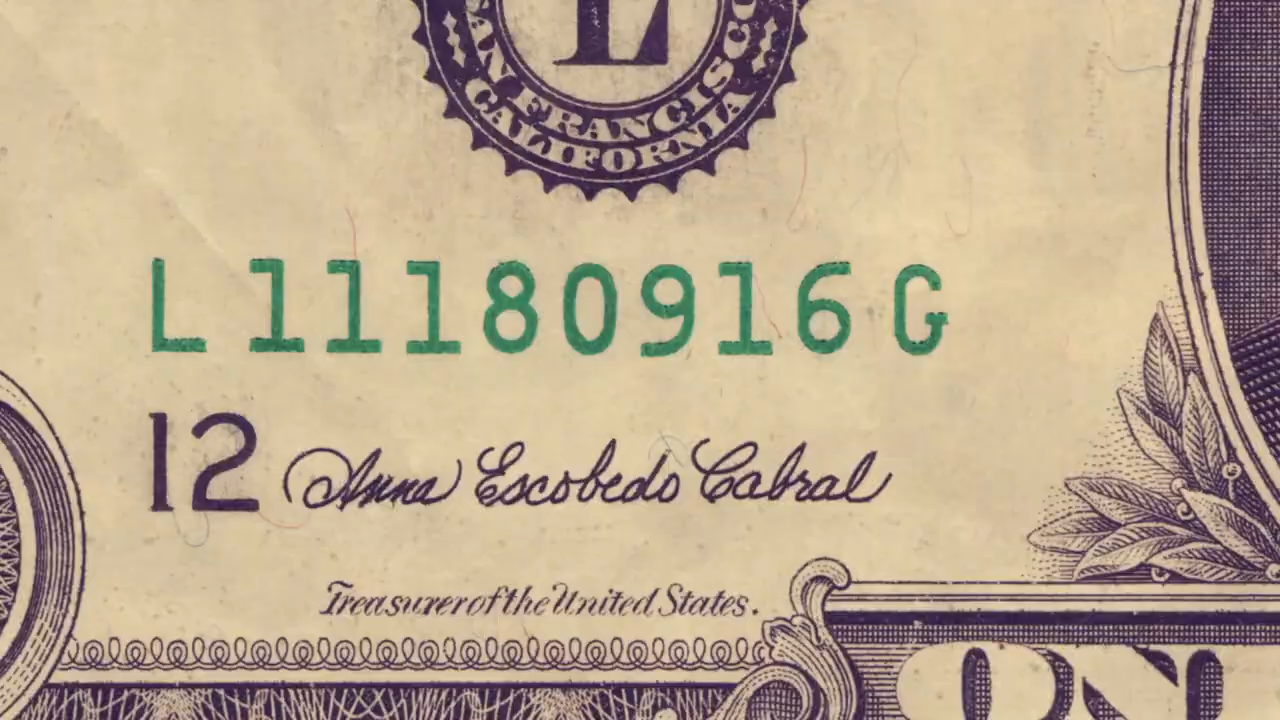 L
SAN FRANCISCO
CALIFORNIA
L 11180916 G
12 Anna Escobedo Cabral
Treasurer of the United States.
ON